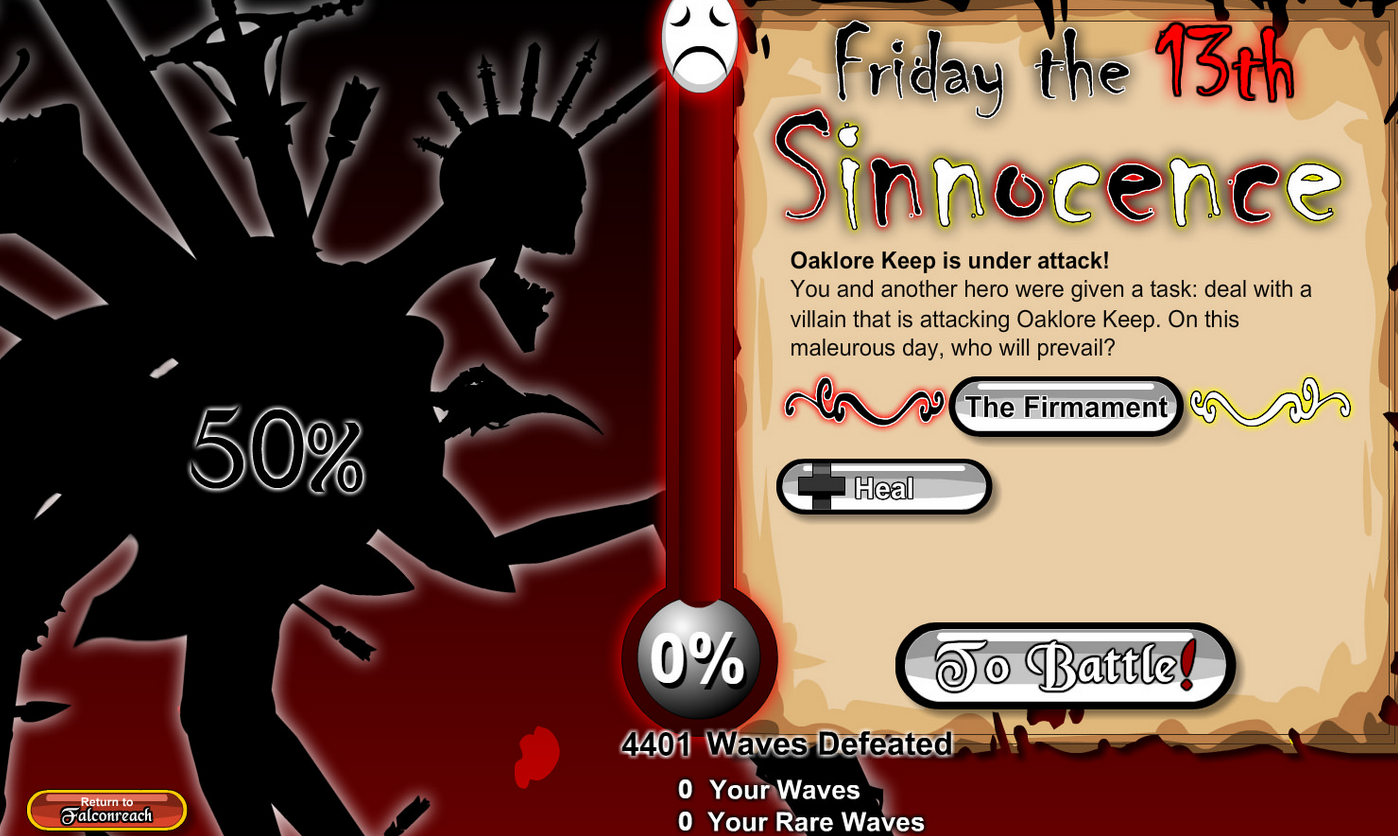 Friday the 13th
Sinnocence
Oaklore Keep is under attack!
You and another hero were given a task: deal with a
villain that is attacking Oaklore Keep. On this
maleurous day, who will prevail?
The Firmament
Heal
50%
0%
To Battle!
4401 Waves Defeated
0 Your Waves
0 Your Rare Waves
Return to
Falconreach